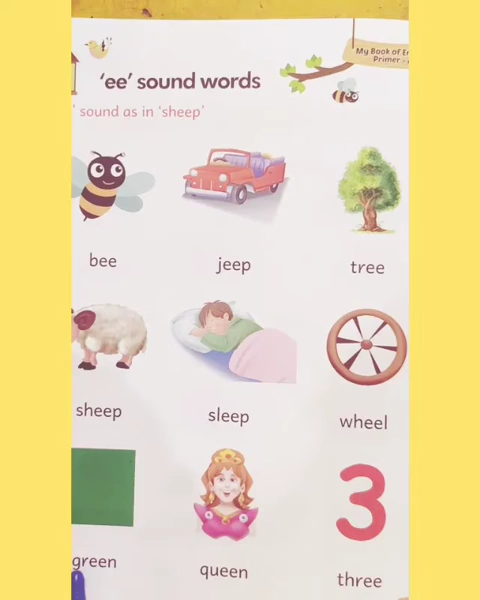 My Book of En
Primer -
'ee' sound words
' sound as in 'sheep'
bee jeep tree
sheep sleep wheel
green queen three
3